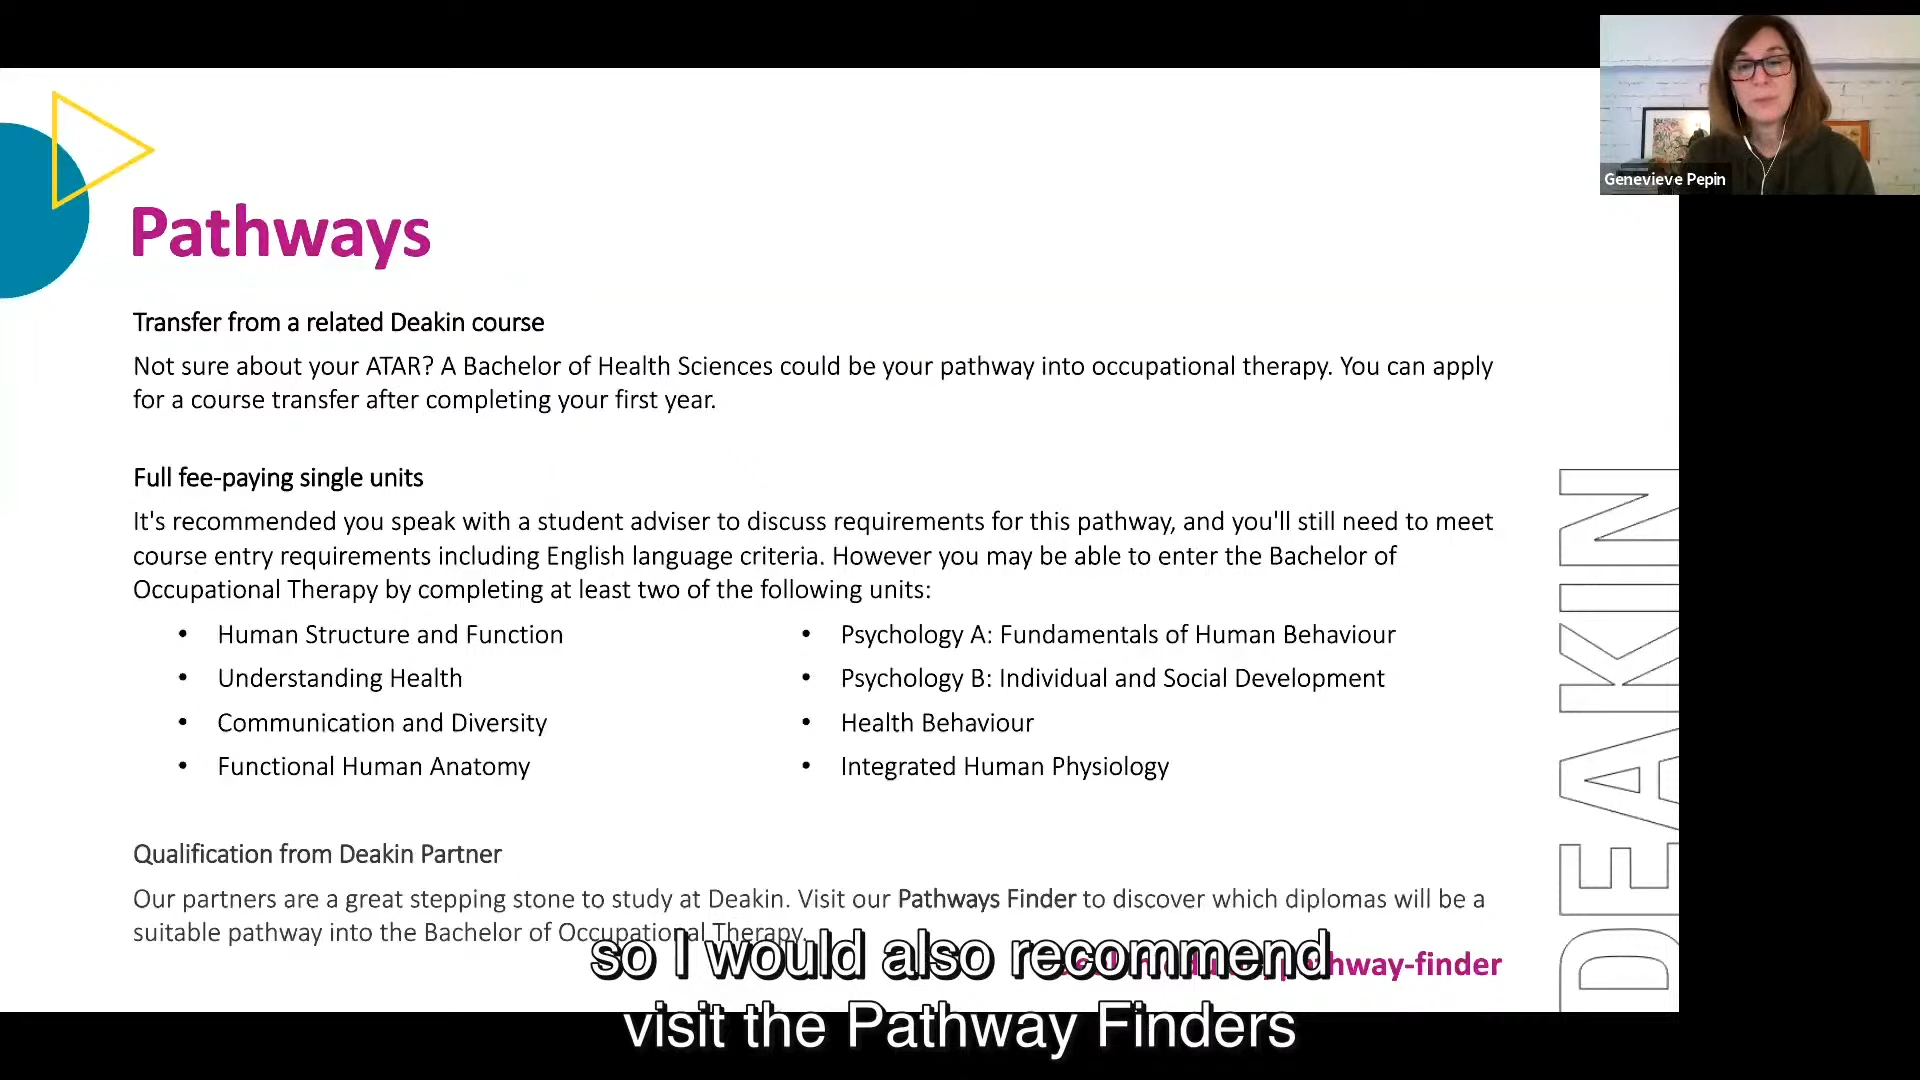 Genevieve Pepin
Pathways
Transfer from a related Deakin course
Not sure about your ATAR? A Bachelor of Health Sciences could be your pathway into occupational therapy. You can apply
for a course transfer after completing your first year.
Full fee-paying single units
It's recommended you speak with a student adviser to discuss requirements for this pathway, and you'll still need to meet
course entry requirements including English language criteria. However you may be able to enter the Bachelor of
Occupational Therapy by completing at least two of the following units:
• Human Structure and Function
• Understanding Health
• Communication and Diversity
• Functional Human Anatomy
• Psychology A: Fundamentals of Human Behaviour
• Psychology B: Individual and Social Development
• Health Behaviour
• Integrated Human Physiology
Qualification from Deakin Partner
Our partners are a great stepping stone to study at Deakin. Visit our Pathways Finder to discover which diplomas will be a
suitable pathway into the Bachelor of Occupational Therapy.
pathway-finder
DEAKIN
so I would also recommend
visit the Pathway Finders